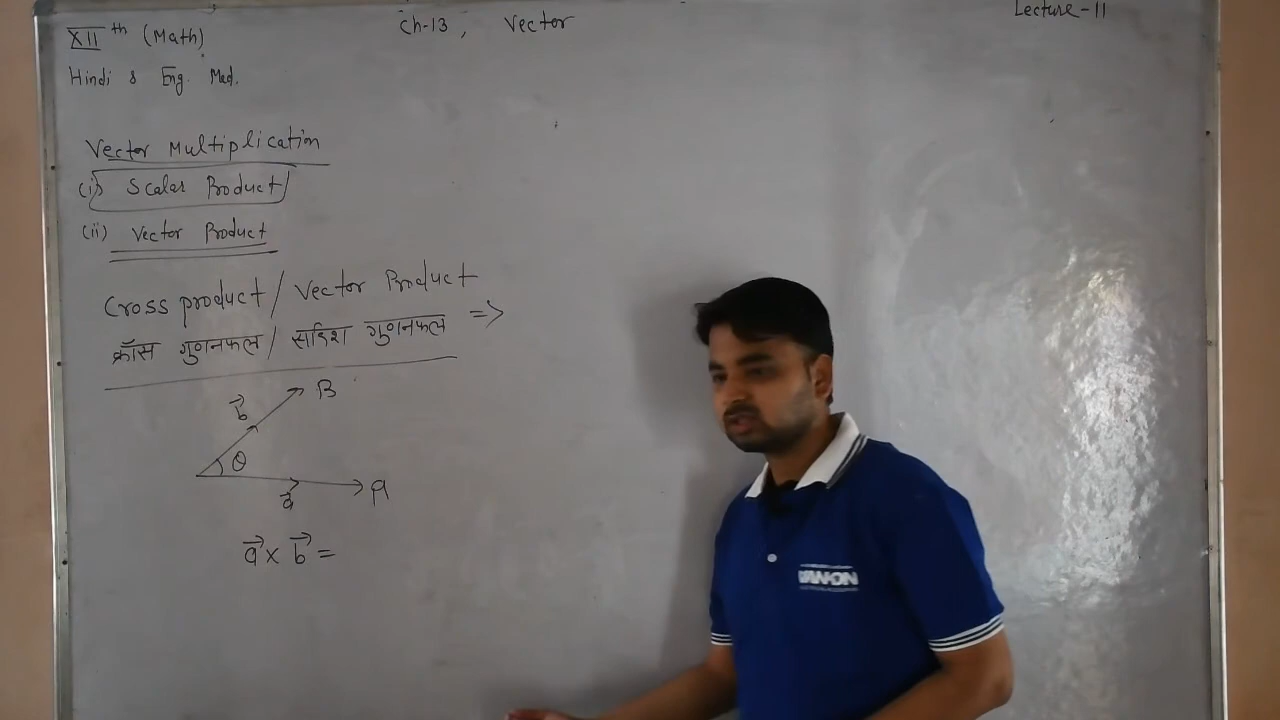 XII th (Math)
Ch-13, Vector
Lecture-11
Hindi & Eng. Med.
Vector Multiplication
(i) Scalar Product
(ii) Vector Product
Cross product / Vector Product
क्रॉस गुणनफल / सदिश गुणनफल =>
b⃗ B
θ
a⃗ A
a⃗ × b⃗ =